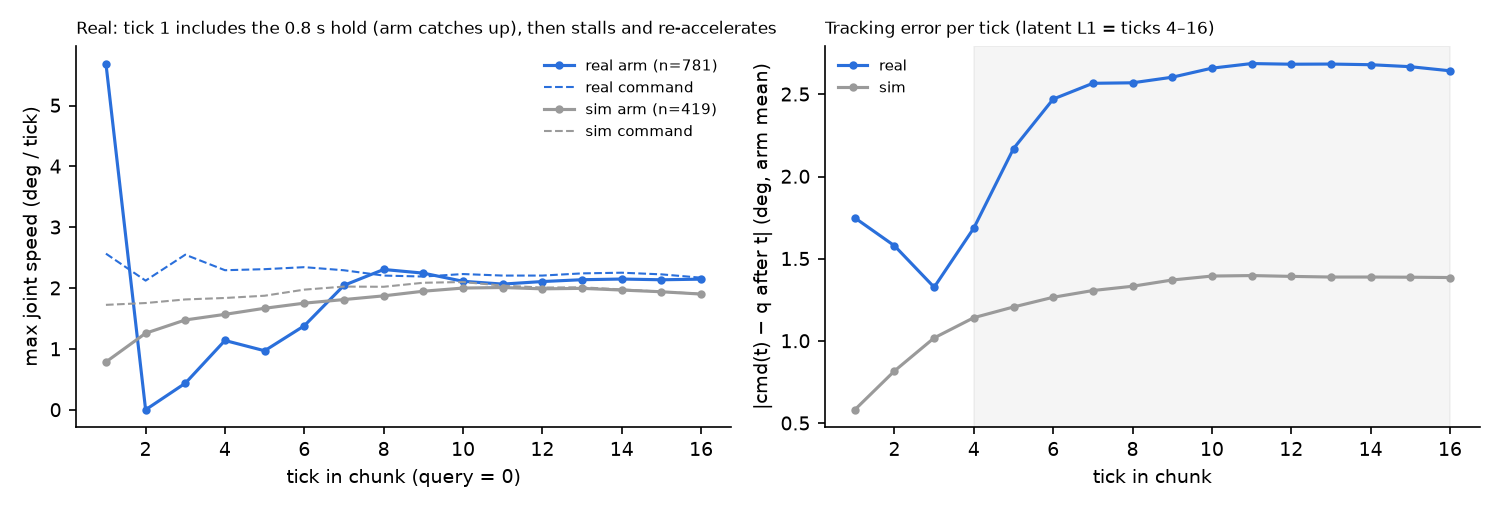 Real: tick 1 includes the 0.8 s hold (arm catches up), then stalls and re-accelerates
max joint speed (deg / tick)
5
4
3
2
1
0
real arm (n=781)
real command
sim arm (n=419)
sim command
2 4 6 8 10 12 14 16
tick in chunk (query = 0)
Tracking error per tick (latent L1 = ticks 4–16)
|cmd(t) − q after t| (deg, arm mean)
2.5
2.0
1.5
1.0
0.5
real
sim
2 4 6 8 10 12 14 16
tick in chunk